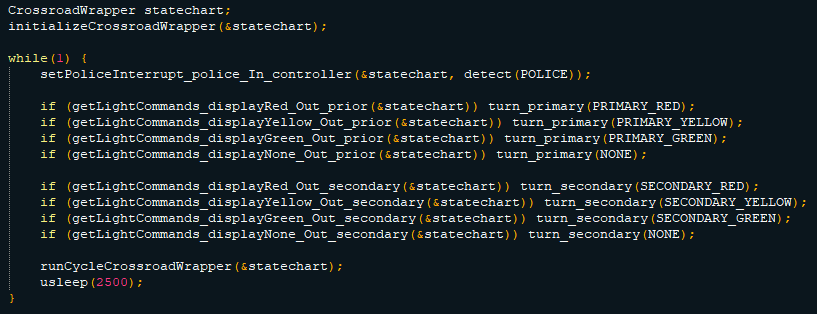 CrossroadWrapper statechart;
initializeCrossroadWrapper(&statechart);

while(1) {
    setPoliceInterrupt_police_In_controller(&statechart, detect(POLICE));

    if (getLightCommands_displayRed_Out_prior(&statechart)) turn_primary(PRIMARY_RED);
    if (getLightCommands_displayYellow_Out_prior(&statechart)) turn_primary(PRIMARY_YELLOW);
    if (getLightCommands_displayGreen_Out_prior(&statechart)) turn_primary(PRIMARY_GREEN);
    if (getLightCommands_displayNone_Out_prior(&statechart)) turn_primary(NONE);

    if (getLightCommands_displayRed_Out_secondary(&statechart)) turn_secondary(SECONDARY_RED);
    if (getLightCommands_displayYellow_Out_secondary(&statechart)) turn_secondary(SECONDARY_YELLOW);
    if (getLightCommands_displayGreen_Out_secondary(&statechart)) turn_secondary(SECONDARY_GREEN);
    if (getLightCommands_displayNone_Out_secondary(&statechart)) turn_secondary(NONE);

    runCycleCrossroadWrapper(&statechart);
    usleep(2500);
}